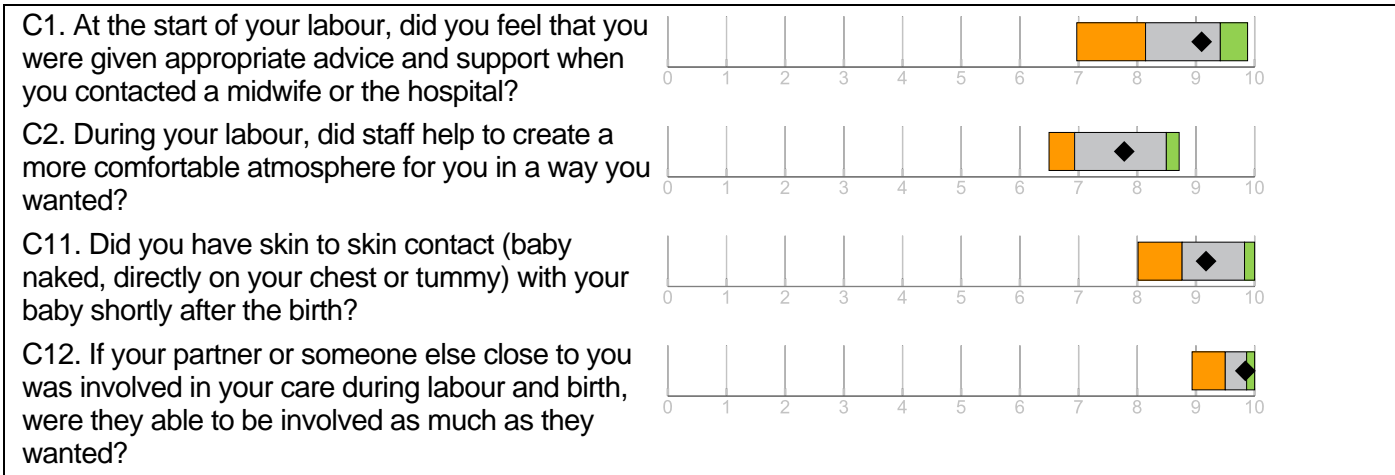 C1. At the start of your labour, did you feel that you
were given appropriate advice and support when
you contacted a midwife or the hospital?
0 1 2 3 4 5 6 7 8 9 10
C2. During your labour, did staff help to create a
more comfortable atmosphere for you in a way you
wanted?
0 1 2 3 4 5 6 7 8 9 10
C11. Did you have skin to skin contact (baby
naked, directly on your chest or tummy) with your
baby shortly after the birth?
0 1 2 3 4 5 6 7 8 9 10
C12. If your partner or someone else close to you
was involved in your care during labour and birth,
were they able to be involved as much as they
wanted?
0 1 2 3 4 5 6 7 8 9 10